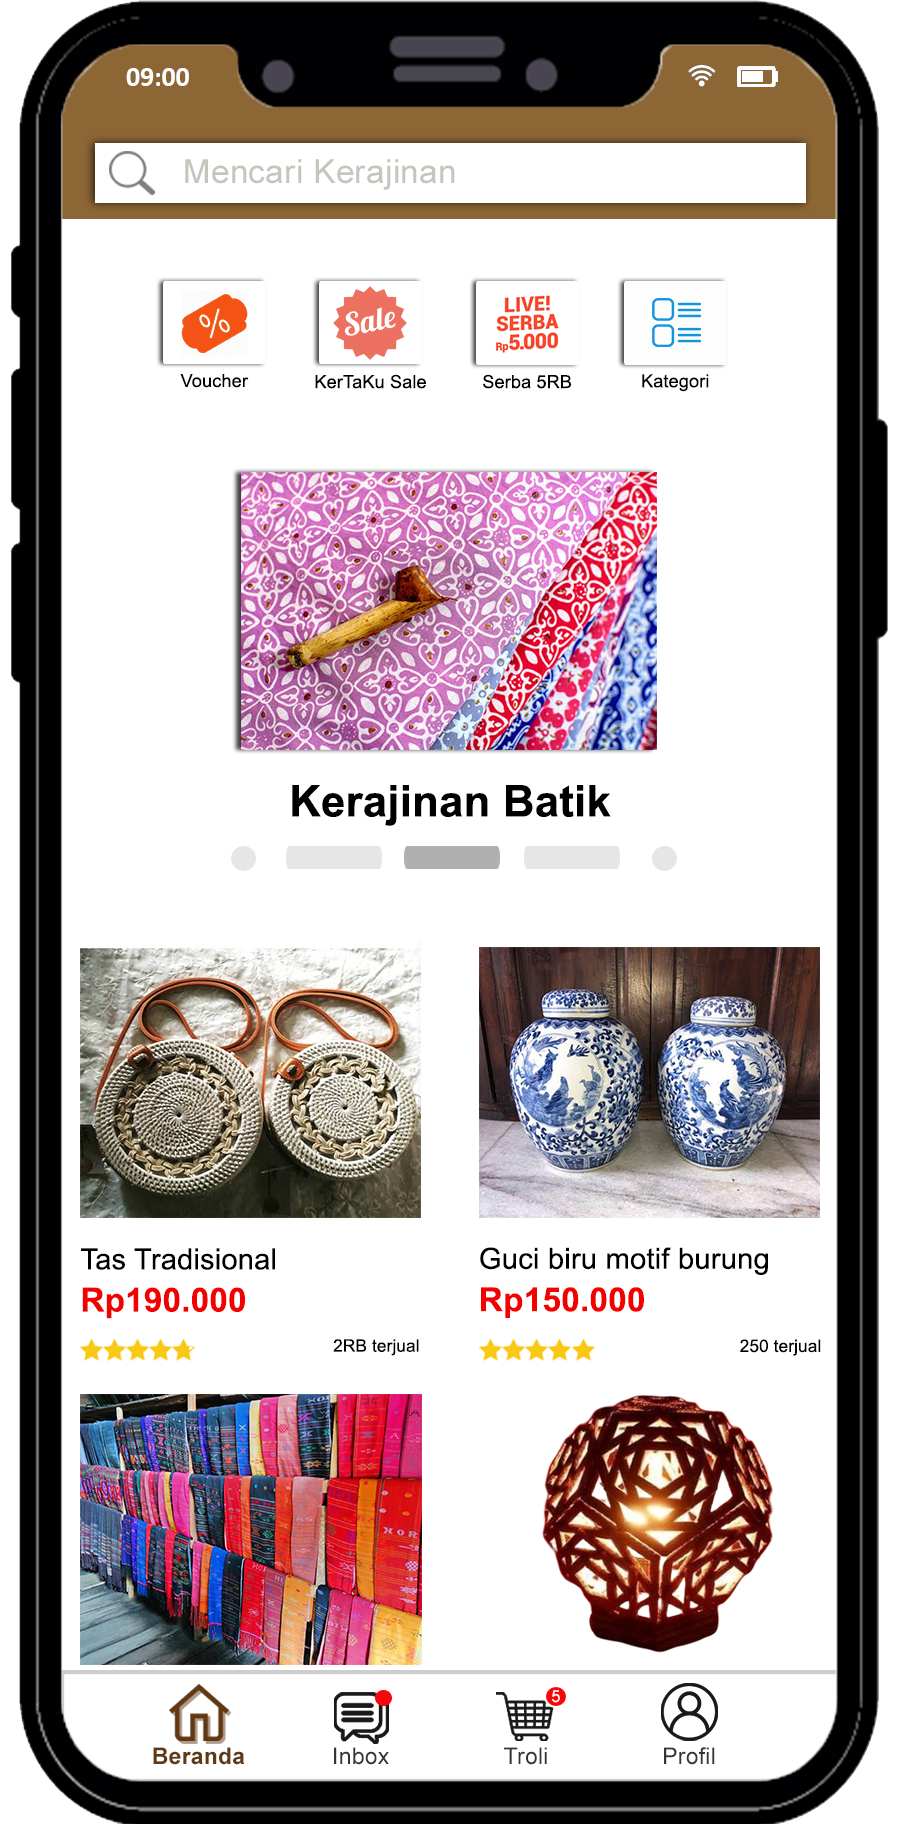 09:00
Mencari Kerajinan
%
Sale
LIVE!
SERBA
Rp5.000
Voucher
KerTaKu Sale
Serba 5RB
Kategori
Kerajinan Batik
Tas Tradisional
Rp190.000
2RB terjual
Guci biru motif burung
Rp150.000
250 terjual
5
Beranda
Inbox
Troli
Profil